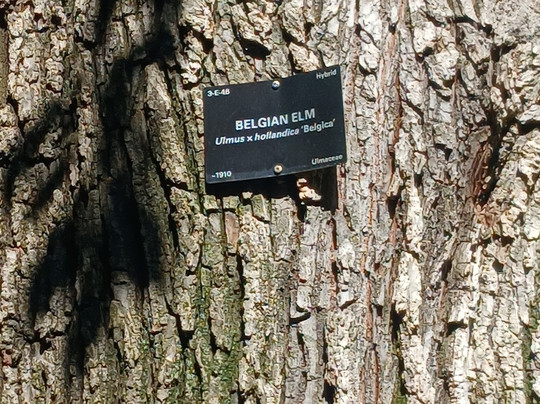 3-E-4B Hybrid
BELGIAN ELM
Ulmus x hollandica 'Belgica'
~1910 Ulmaceae